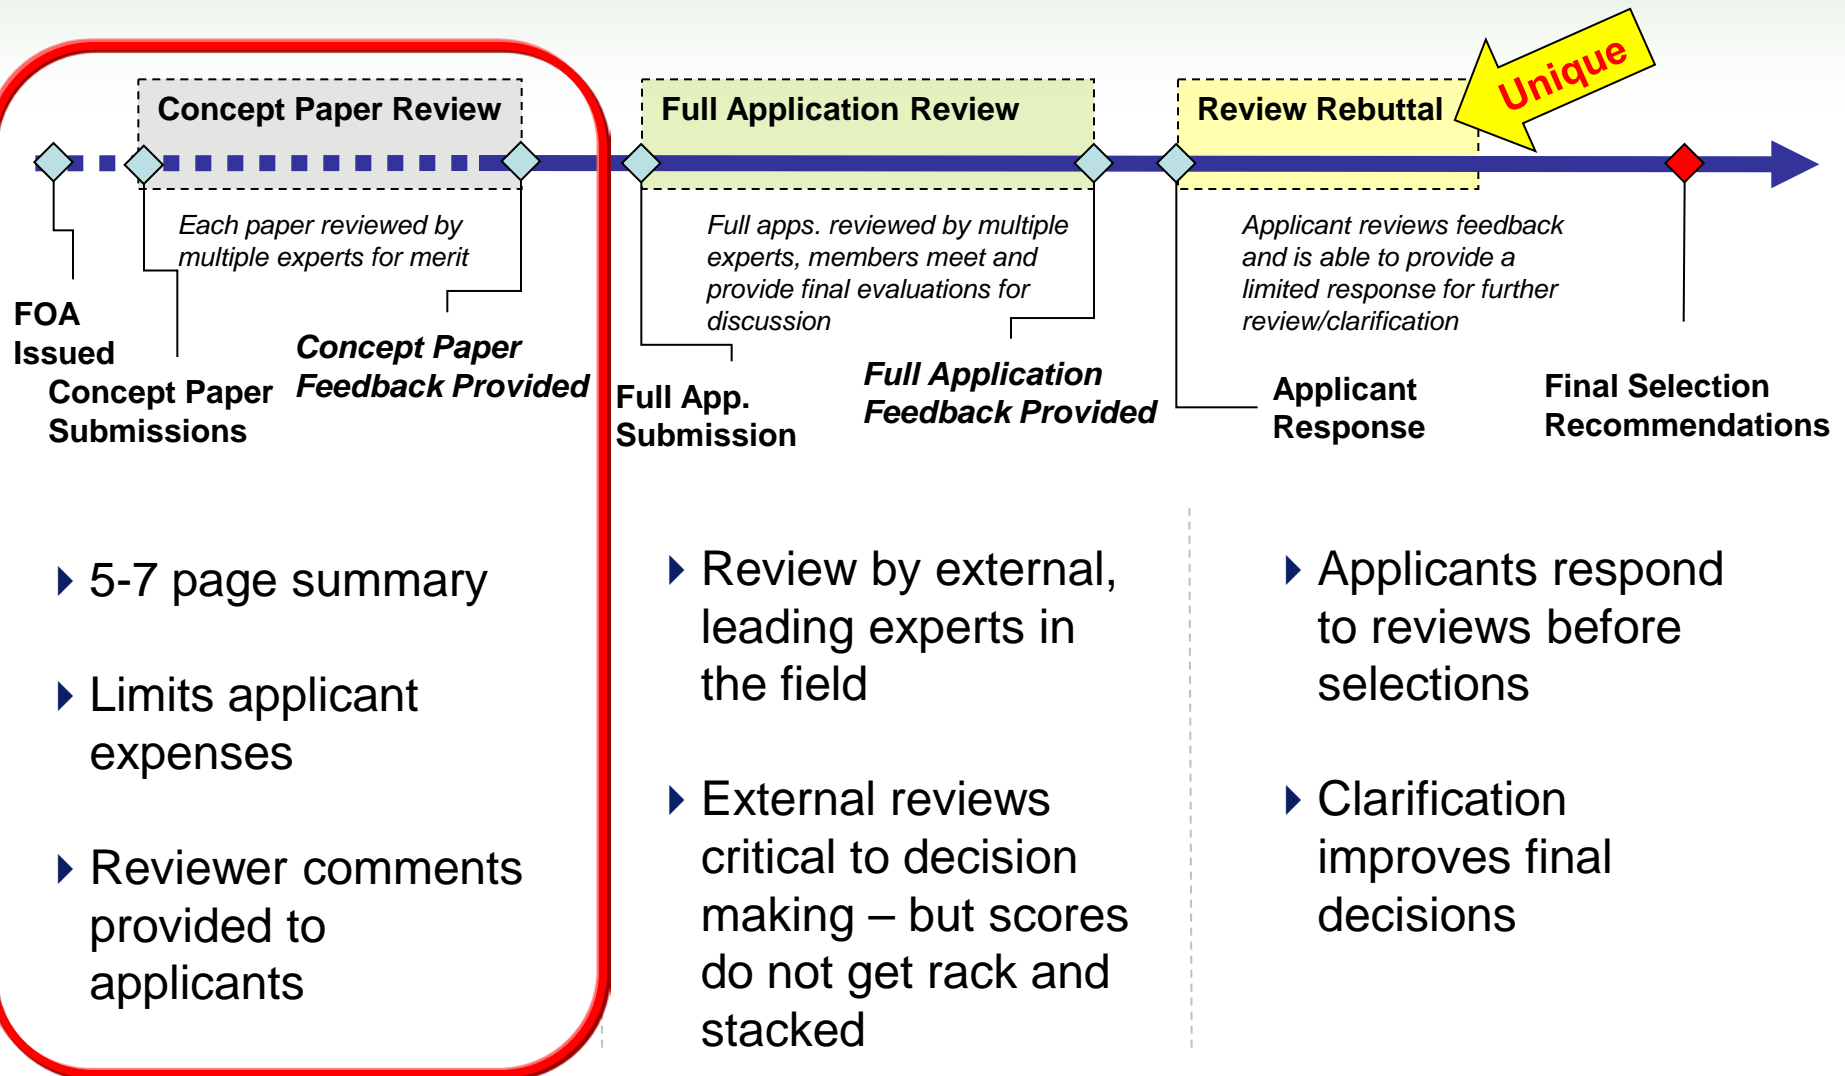 Unique
Concept Paper Review
Full Application Review
Review Rebuttal
Each paper reviewed by
multiple experts for merit
Full apps. reviewed by multiple
experts, members meet and
provide final evaluations for
discussion
Applicant reviews feedback
and is able to provide a
limited response for further
review/clarification
FOA
Issued
Concept Paper
Submissions
Concept Paper
Feedback Provided
Full App.
Submission
Full Application
Feedback Provided
Applicant
Response
Final Selection
Recommendations
5-7 page summary
Limits applicant
expenses
Reviewer comments
provided to
applicants
Review by external,
leading experts in
the field
External reviews
critical to decision
making – but scores
do not get rack and
stacked
Applicants respond
to reviews before
selections
Clarification
improves final
decisions